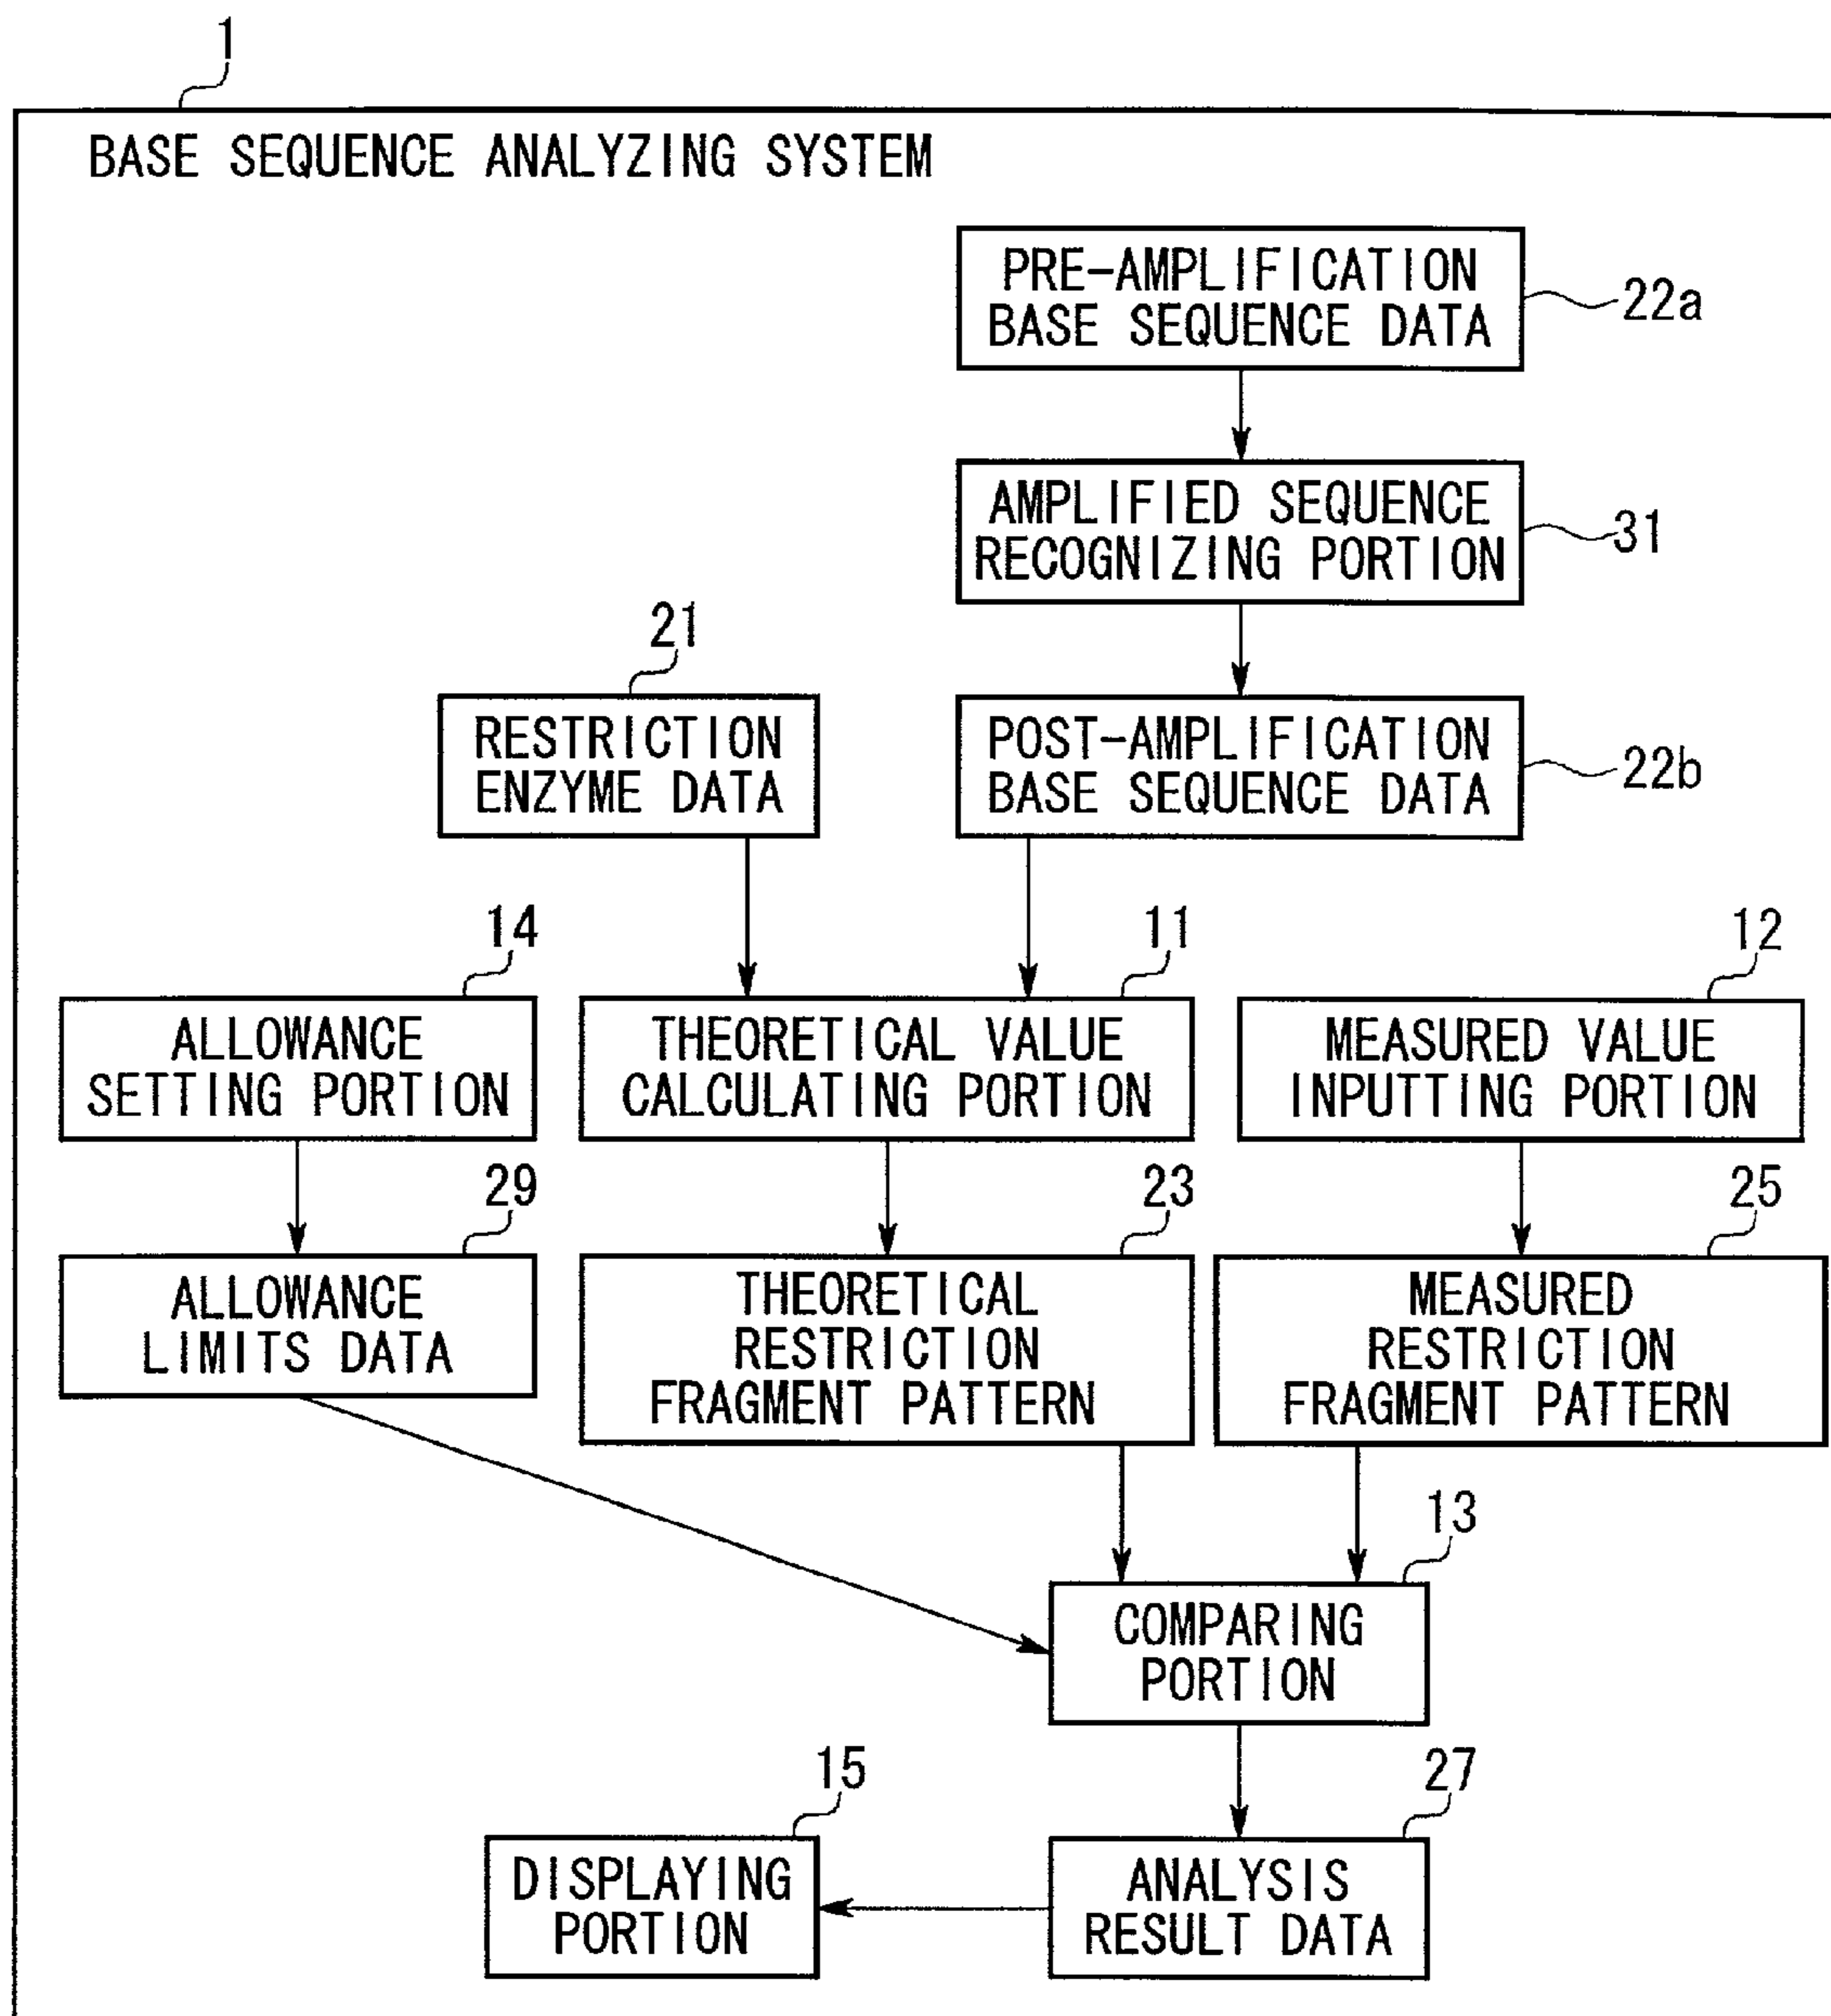 1
BASE SEQUENCE ANALYZING SYSTEM
PRE-AMPLIFICATION
BASE SEQUENCE DATA
22a
AMPLIFIED SEQUENCE
RECOGNIZING PORTION
31
21
RESTRICTION
ENZYME DATA
POST-AMPLIFICATION
BASE SEQUENCE DATA
22b
14
ALLOWANCE
SETTING PORTION
11
THEORETICAL VALUE
CALCULATING PORTION
12
MEASURED VALUE
INPUTTING PORTION
29
ALLOWANCE
LIMITS DATA
23
THEORETICAL
RESTRICTION
FRAGMENT PATTERN
25
MEASURED
RESTRICTION
FRAGMENT PATTERN
13
COMPARING
PORTION
15
DISPLAYING
PORTION
27
ANALYSIS
RESULT DATA